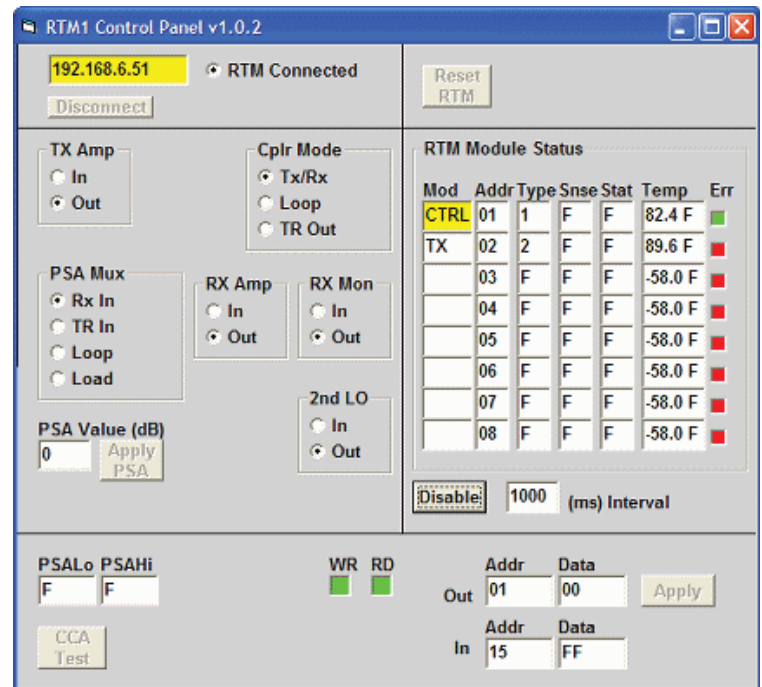 RTM1 Control Panel v1.0.2
192.168.6.51
RTM Connected
Disconnect
Reset
RTM
TX Amp
In
Out
Cplr Mode
Tx/Rx
Loop
TR Out
PSA Mux
Rx In
TR In
Loop
Load
RX Amp
In
Out
RX Mon
In
Out
2nd LO
In
Out
PSA Value (dB)
0
Apply
PSA
RTM Module Status
Mod Addr Type Snse Stat Temp Err
CTRL 01 1 F F 82.4 F
TX 02 2 F F 89.6 F
03 F F F -58.0 F
04 F F F -58.0 F
05 F F F -58.0 F
06 F F F -58.0 F
07 F F F -58.0 F
08 F F F -58.0 F
Disable 1000 (ms) Interval
PSALo PSAHi
F F
CCA
Test
WR RD
Addr Data
Out 01 00 Apply
Addr Data
In 15 FF